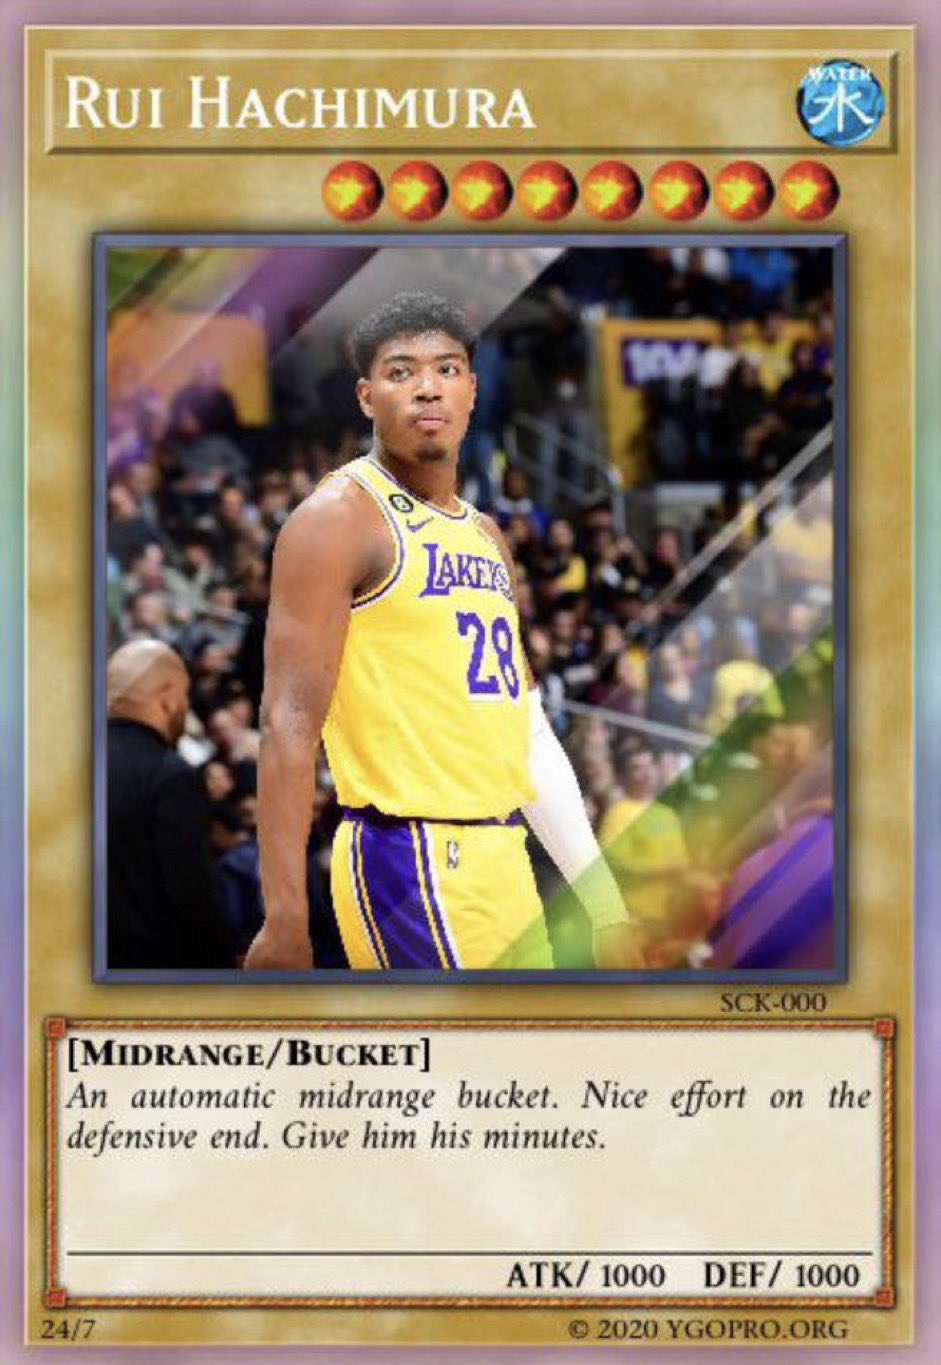 RUI HACHIMURA
WATER
水
LAKERS
28
SCK-000
[MIDRANGE/BUCKET]
An automatic midrange bucket. Nice effort on the
defensive end. Give him his minutes.
ATK/ 1000 DEF/ 1000
24/7 © 2020 YGOPRO.ORG